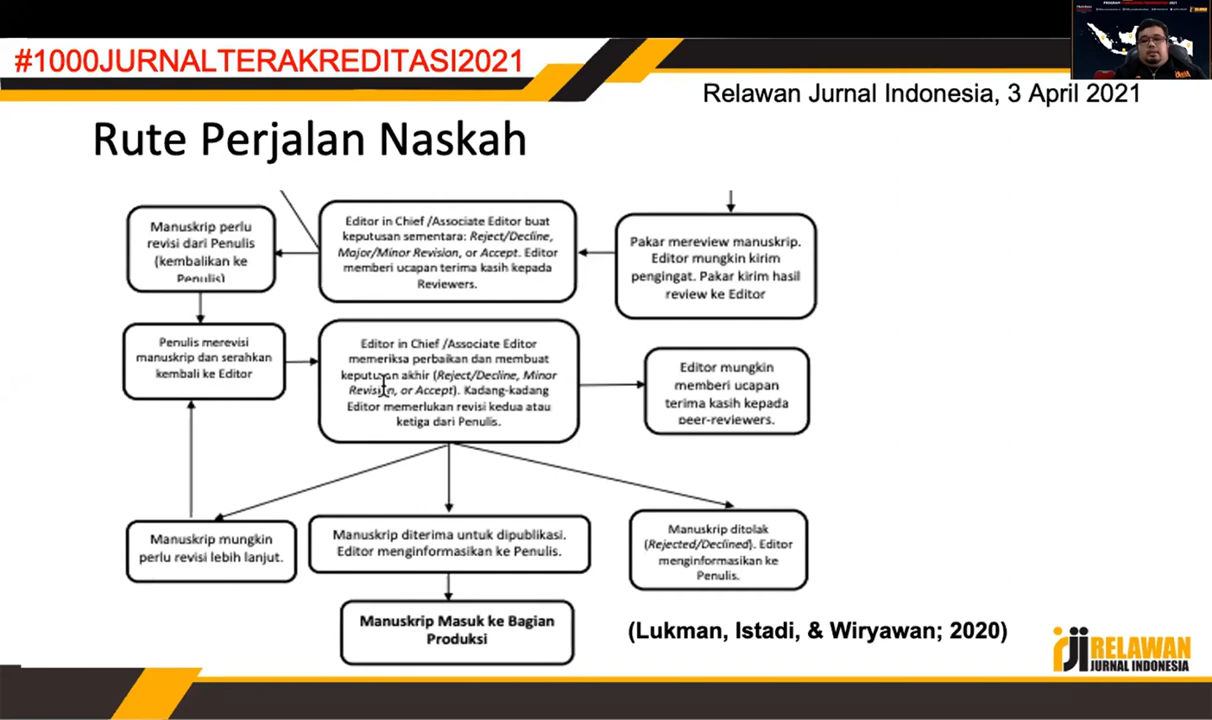 #1000JURNALTERAKREDITASI2021
Relawan Jurnal Indonesia, 3 April 2021
Rute Perjalan Naskah
Manuskrip perlu
revisi dari Penulis
(kembalikan ke
Penulis)
Editor in Chief /Associate Editor buat
keputusan sementara: Reject/Decline,
Major/Minor Revision, or Accept. Editor
memberi ucapan terima kasih kepada
Reviewers.
Pakar mereview manuskrip.
Editor mungkin kirim
pengingat. Pakar kirim hasil
review ke Editor
Penulis merevisi
manuskrip dan serahkan
kembali ke Editor
Editor in Chief /Associate Editor
memeriksa perbaikan dan membuat
keputusan akhir (Reject/Decline, Minor
Revision, or Accept). Kadang-kadang
Editor memerlukan revisi kedua atau
ketiga dari Penulis.
Editor mungkin
memberi ucapan
terima kasih kepada
peer-reviewers.
Manuskrip mungkin
perlu revisi lebih lanjut.
Manuskrip diterima untuk dipublikasi.
Editor menginformasikan ke Penulis.
Manuskrip ditolak
(Rejected/Declined). Editor
menginformasikan ke
Penulis.
Manuskrip Masuk ke Bagian
Produksi
(Lukman, Istadi, & Wiryawan; 2020)
RELAWAN
JURNAL INDONESIA